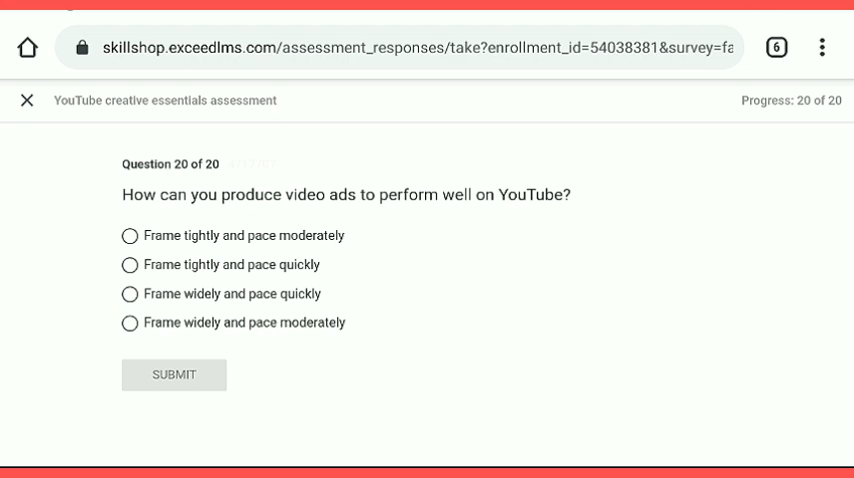 skillshop.exceedlms.com/assessment_responses/take?enrollment_id=54038381&survey=fa
6
YouTube creative essentials assessment
Progress: 20 of 20
Question 20 of 20
How can you produce video ads to perform well on YouTube?
Frame tightly and pace moderately
Frame tightly and pace quickly
Frame widely and pace quickly
Frame widely and pace moderately
SUBMIT